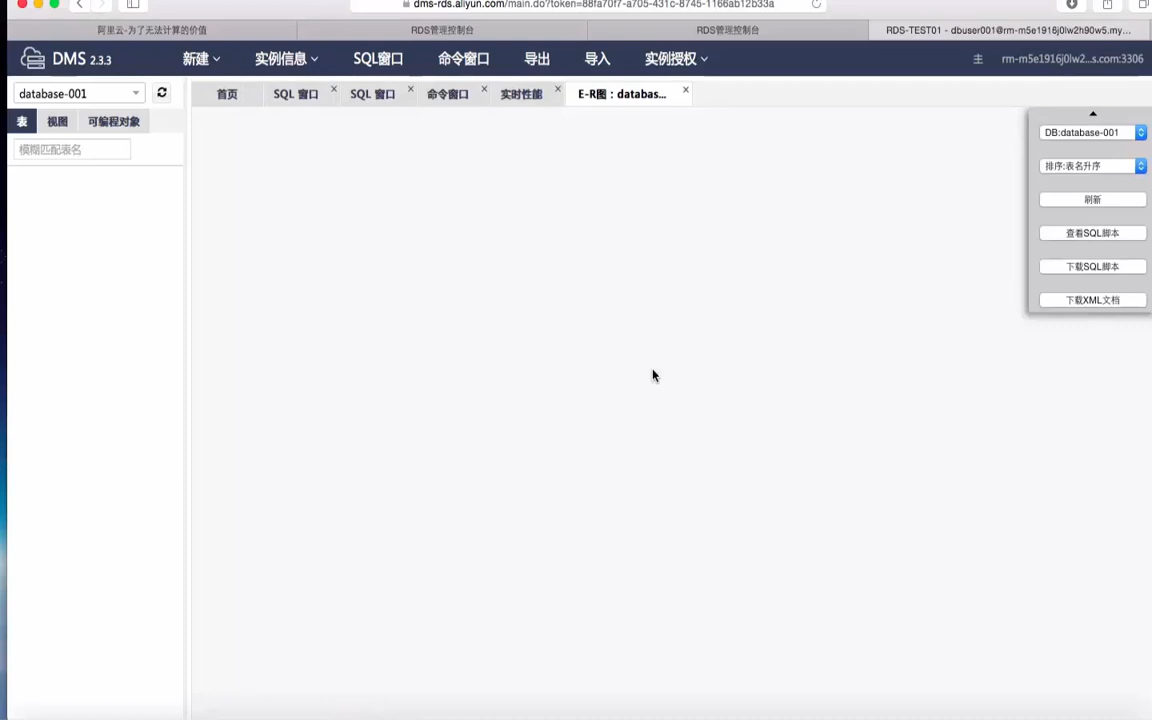 dms-rds.aliyun.com/main.do?token=88fa70f7-a705-431c-8745-1166ab12b33a
阿里云-为了无法计算的价值
RDS管理控制台
RDS管理控制台
RDS-TEST01 - dbuser001@rm-m5e1916j0lw2h90w5.my...
DMS 2.3.3
新建
实例信息
SQL窗口
命令窗口
导出
导入
实例授权
主
rm-m5e1916j0lw2...s.com:3306
database-001
首页
SQL 窗口
SQL 窗口
命令窗口
实时性能
E-R图：databas...
表
视图
可编程对象
模糊匹配表名
DB:database-001
排序:表名升序
刷新
查看SQL脚本
下载SQL脚本
下载XML文档